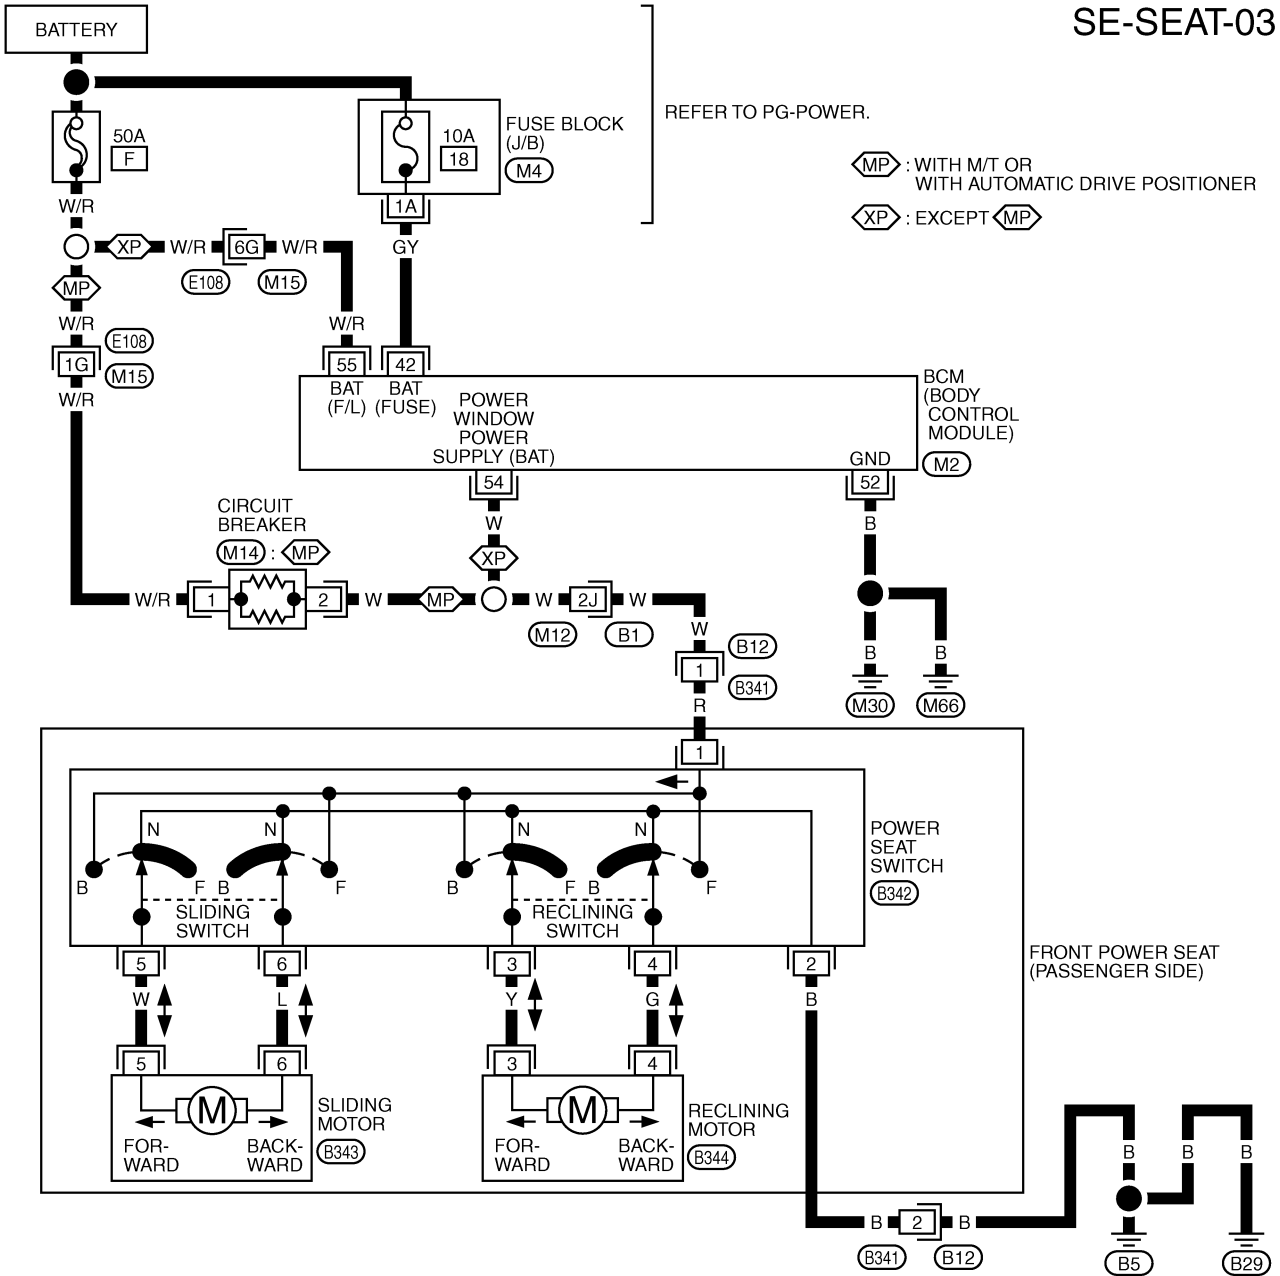 SE-SEAT-03
BATTERY
REFER TO PG-POWER.
50A
F
10A
18
FUSE BLOCK
(J/B)
M4
MP : WITH M/T OR
WITH AUTOMATIC DRIVE POSITIONER
XP : EXCEPT MP
W/R
1A
GY
XP
W/R
6G
W/R
E108
M15
MP
W/R
W/R
E108
1G
M15
W/R
55
42
BAT
(F/L)
BAT
(FUSE)
POWER
WINDOW
POWER
SUPPLY (BAT)
GND
BCM
(BODY
CONTROL
MODULE)
M2
54
52
W
B
CIRCUIT
BREAKER
M14 : MP
XP
W/R
1
2
W
MP
W
2J
W
M12
B1
W
B12
1
B341
R
B
B
M30
M66
1
N
N
N
N
B
F
B
F
B
F
B
F
SLIDING
SWITCH
RECLINING
SWITCH
POWER
SEAT
SWITCH
B342
5
6
3
4
2
W
L
Y
G
B
FRONT POWER SEAT
(PASSENGER SIDE)
5
6
3
4
M
M
FOR-
WARD
BACK-
WARD
SLIDING
MOTOR
B343
FOR-
WARD
BACK-
WARD
RECLINING
MOTOR
B344
B
B
B
B
2
B
B341
B12
B5
B29